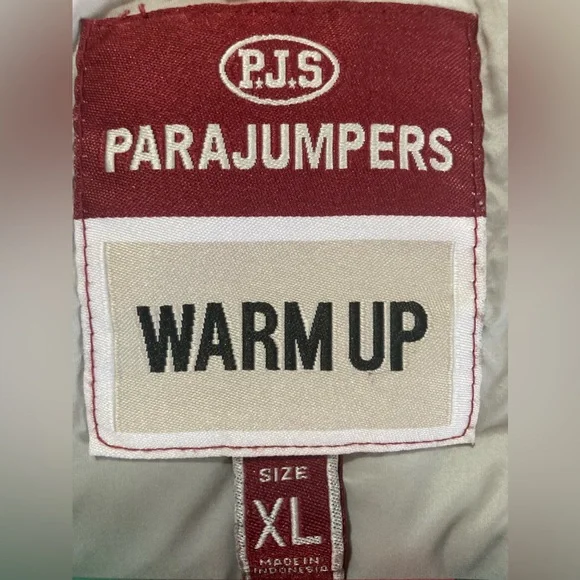 P.J.S
PARAJUMPERS
WARM UP
SIZE
XL
MADE IN
INDONESIA